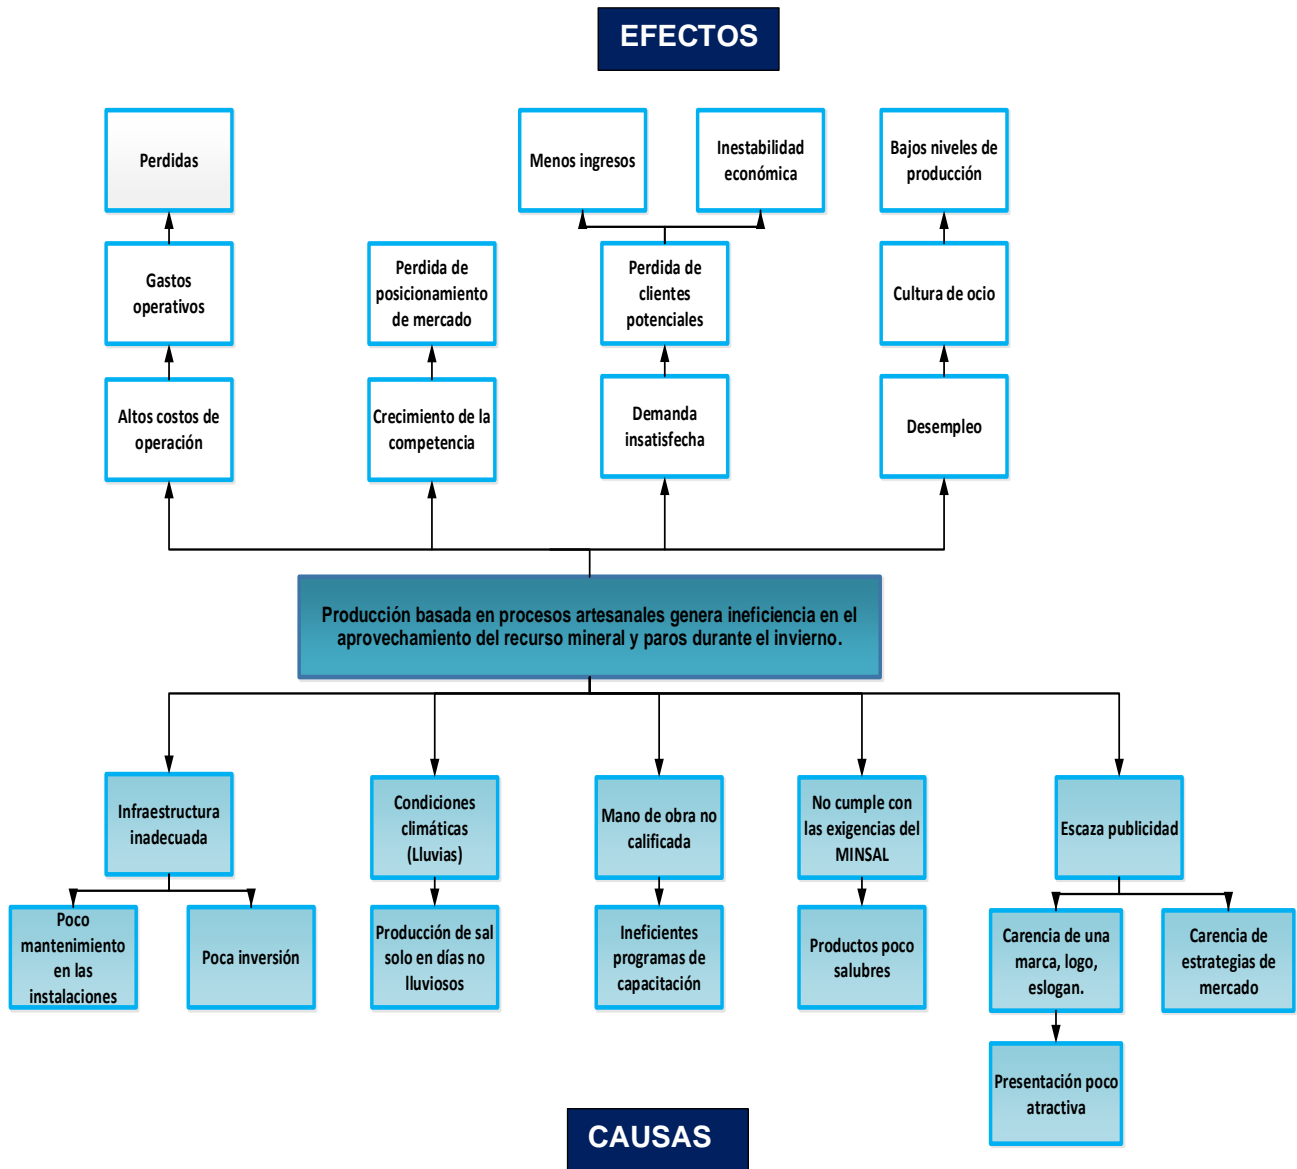 EFECTOS
Perdidas
Menos ingresos
Inestabilidad
económica
Bajos niveles de
producción
Gastos
operativos
Perdida de
posicionamiento
de mercado
Perdida de
clientes
potenciales
Cultura de ocio
Altos costos de
operación
Crecimiento de la
competencia
Demanda
insatisfecha
Desempleo
Producción basada en procesos artesanales genera ineficiencia en el
aprovechamiento del recurso mineral y paros durante el invierno.
Infraestructura
inadecuada
Condiciones
climáticas
(Lluvias)
Mano de obra no
calificada
No cumple con
las exigencias del
MINSAL
Escaza publicidad
Poco
mantenimiento
en las
instalaciones
Poca inversión
Producción de sal
solo en días no
lluviosos
Ineficientes
programas de
capacitación
Productos poco
salubres
Carencia de una
marca, logo,
eslogan.
Carencia de
estrategias de
mercado
Presentación poco
atractiva
CAUSAS